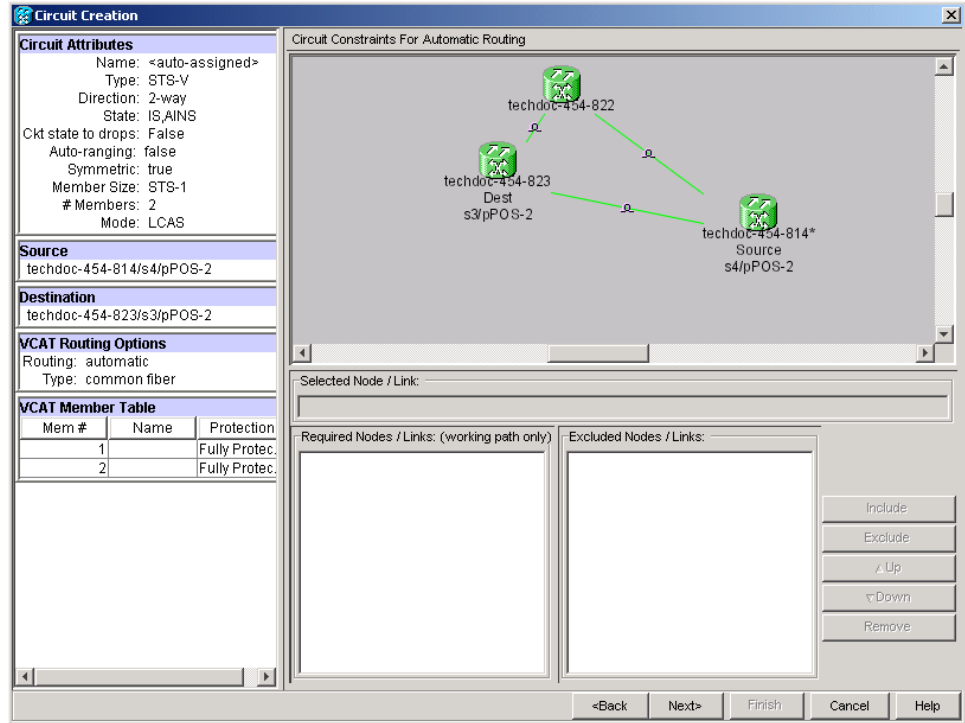 Circuit Creation
Circuit Attributes
Name: <auto-assigned>
Type: STS-V
Direction: 2-way
State: IS,AINS
Ckt state to drops: False
Auto-ranging: false
Symmetric: true
Member Size: STS-1
# Members: 2
Mode: LCAS
Source
techdoc-454-814/s4/pPOS-2
Destination
techdoc-454-823/s3/pPOS-2
VCAT Routing Options
Routing: automatic
Type: common fiber
VCAT Member Table
Mem # Name Protection
1 Fully Protec.
2 Fully Protec.
Circuit Constraints For Automatic Routing
techdoc-454-822
techdoc-454-823
Dest
s3/pPOS-2
techdoc-454-814*
Source
s4/pPOS-2
Selected Node / Link:
Required Nodes / Links: (working path only)
Excluded Nodes / Links:
Include
Exclude
Up
Down
Remove
<Back Next> Finish Cancel Help